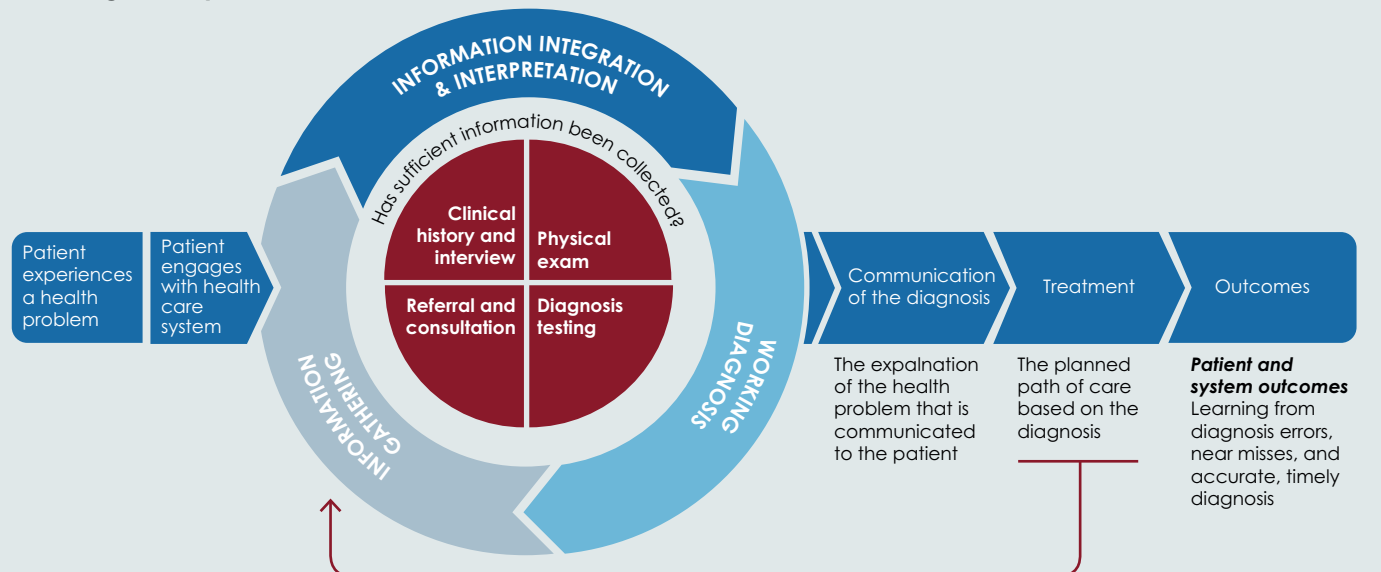 Patient
experiences
a health
problem
Patient
engages
with health
care
system
INFORMATION INTEGRATION
& INTERPRETATION
Has sufficient information been collected?
Clinical
history and
interview
Physical
exam
Referral and
consultation
Diagnosis
testing
INFORMATION
GATHERING
WORKING
DIAGNOSIS
Communication
of the diagnosis
The expalnation
of the health
problem that is
communicated
to the patient
Treatment
The planned
path of care
based on the
diagnosis
Outcomes
Patient and
system outcomes
Learning from
diagnosis errors,
near misses, and
accurate, timely
diagnosis